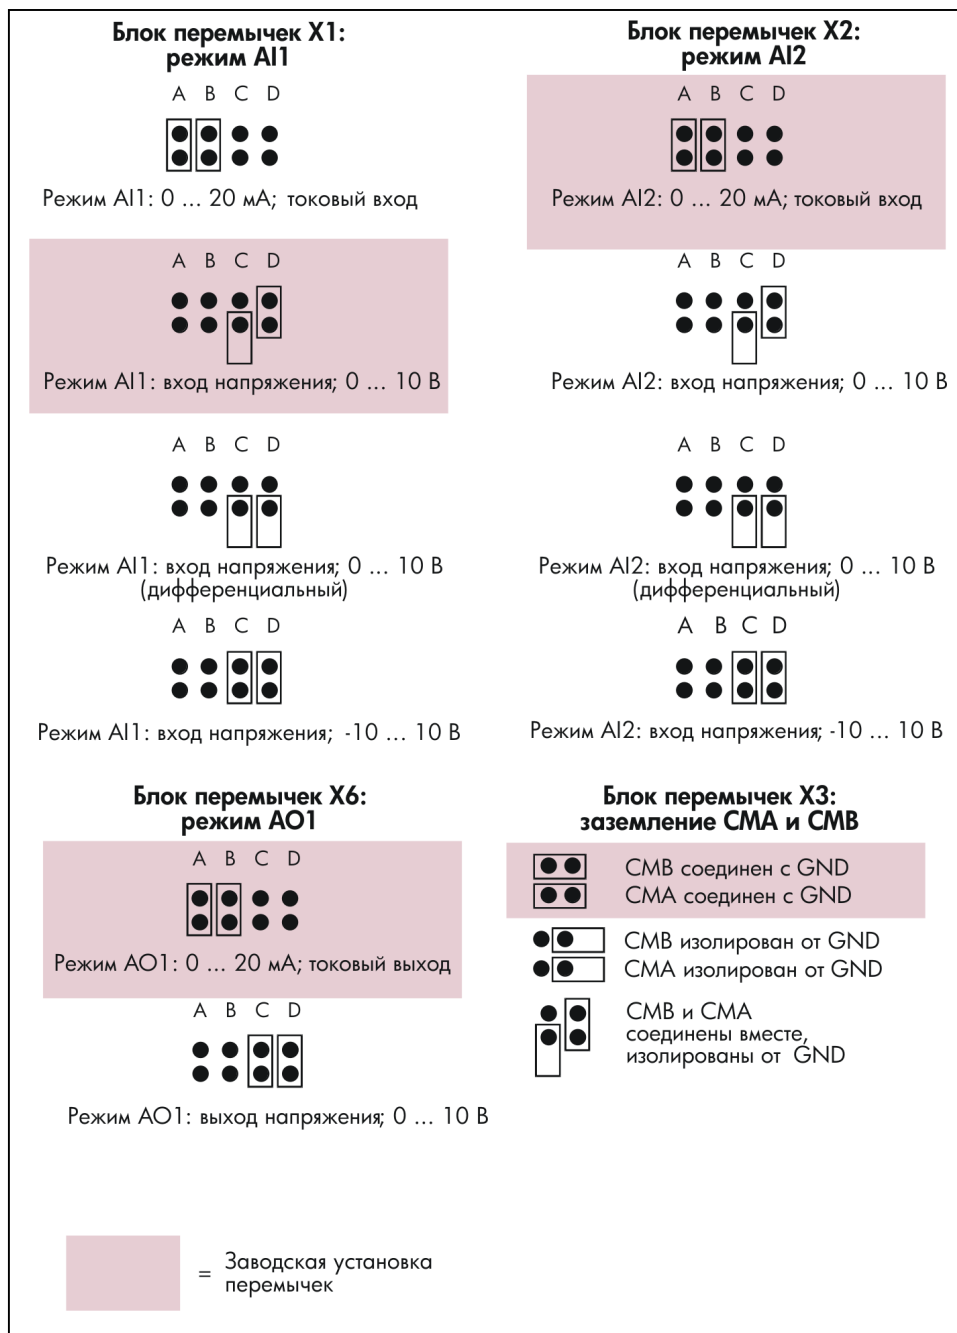 Блок перемычек X1:
режим AI1
A B C D
Режим AI1: 0 ... 20 мА; токовый вход
A B C D
Режим AI1: вход напряжения; 0 ... 10 В
A B C D
Режим AI1: вход напряжения; 0 ... 10 В
(дифференциальный)
A B C D
Режим AI1: вход напряжения; -10 ... 10 В
Блок перемычек X2:
режим AI2
A B C D
Режим AI2: 0 ... 20 мА; токовый вход
A B C D
Режим AI2: вход напряжения; 0 ... 10 В
A B C D
Режим AI2: вход напряжения; 0 ... 10 В
(дифференциальный)
A B C D
Режим AI2: вход напряжения; -10 ... 10 В
Блок перемычек X6:
режим AO1
A B C D
Режим AO1: 0 ... 20 мА; токовый выход
A B C D
Режим AO1: выход напряжения; 0 ... 10 В
Блок перемычек X3:
заземление CMA и CMB
CMB соединен с GND
CMA соединен с GND
CMB изолирован от GND
CMA изолирован от GND
CMB и CMA
соединены вместе,
изолированы от GND
= Заводская установка
перемычек